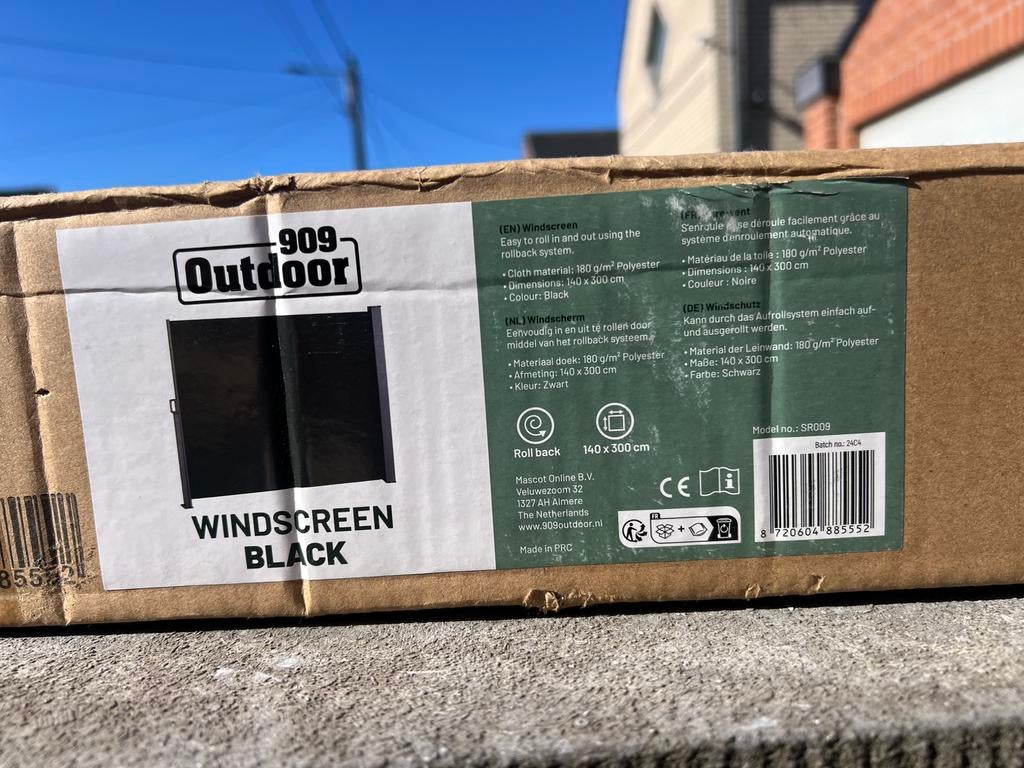 909
Outdoor
WINDSCREEN
BLACK
(EN) Windscreen
Easy to roll in and out using the
rollback system.
• Cloth material: 180 g/m² Polyester
• Dimensions: 140 x 300 cm
• Colour: Black
(NL) Windscherm
Eenvoudig in en uit te rollen door
middel van het rollback systeem.
• Materiaal doek: 180 g/m² Polyester
• Afmeting: 140 x 300 cm
• Kleur: Zwart
Roll back
140 x 300 cm
Mascot Online B.V.
Veluwezoom 32
1327 AH Almere
The Netherlands
www.909outdoor.nl
Made in PRC
(FR)
S'enroule et se déroule facilement grâce au
système d'enroulement automatique.
• Matériau de la toile : 180 g/m² Polyester
• Dimensions : 140 x 300 cm
• Couleur : Noire
(DE) Windschutz
Kann durch das Aufrollsystem einfach auf-
und ausgerollt werden.
• Material der Leinwand: 180 g/m² Polyester
• Maße: 140 x 300 cm
• Farbe: Schwarz
Model no.: SR009
Batch no.: 24C4
8 720604 885552
CE
i
FR
+